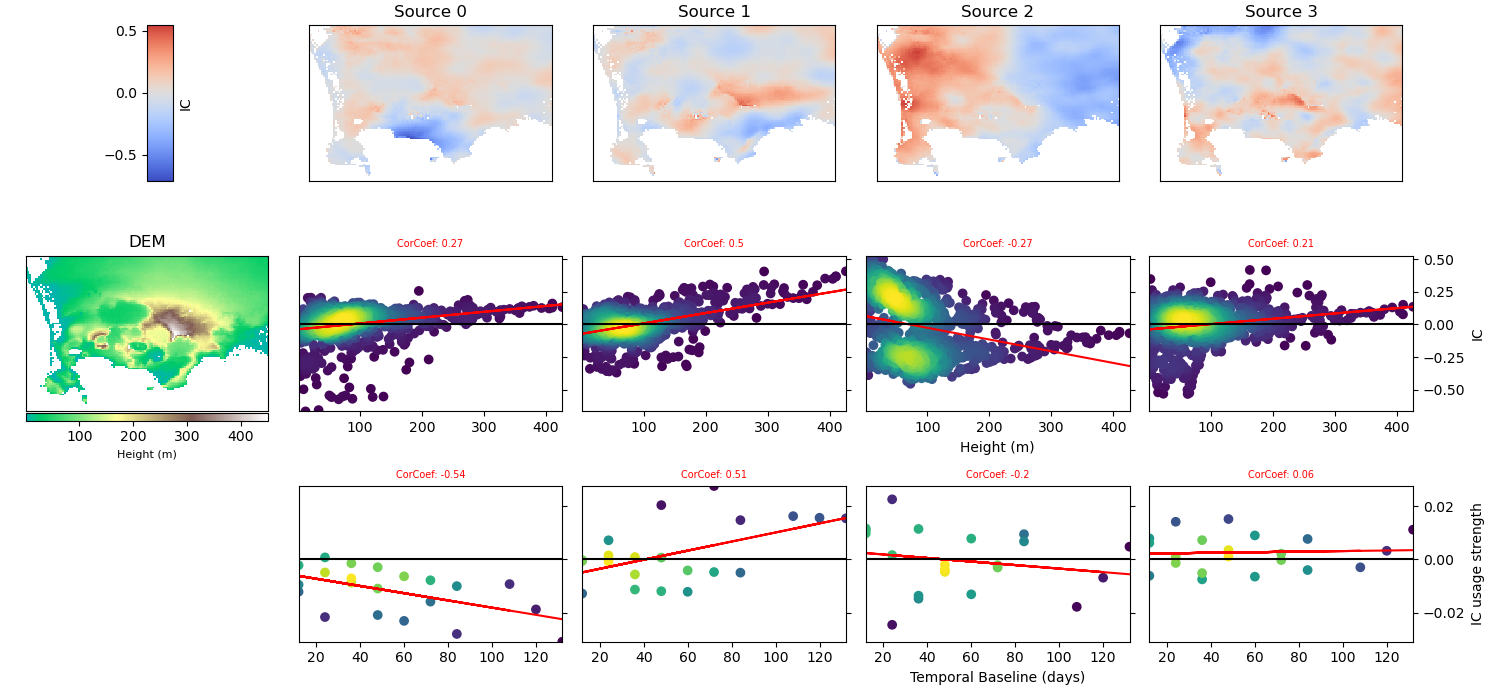 Source 0
Source 1
Source 2
Source 3
0.5
0.0
−0.5
IC
DEM
CorCoef: 0.27
CorCoef: 0.5
CorCoef: -0.27
CorCoef: 0.21
0.50
0.25
0.00
−0.25
−0.50
IC
100 200 300 400
Height (m)
100 200 300 400
100 200 300 400
100 200 300 400
100 200 300 400
Height (m)
CorCoef: -0.54
CorCoef: 0.51
CorCoef: -0.2
CorCoef: 0.06
0.02
0.00
−0.02
IC usage strength
20 40 60 80 100 120
20 40 60 80 100 120
20 40 60 80 100 120
20 40 60 80 100 120
Temporal Baseline (days)